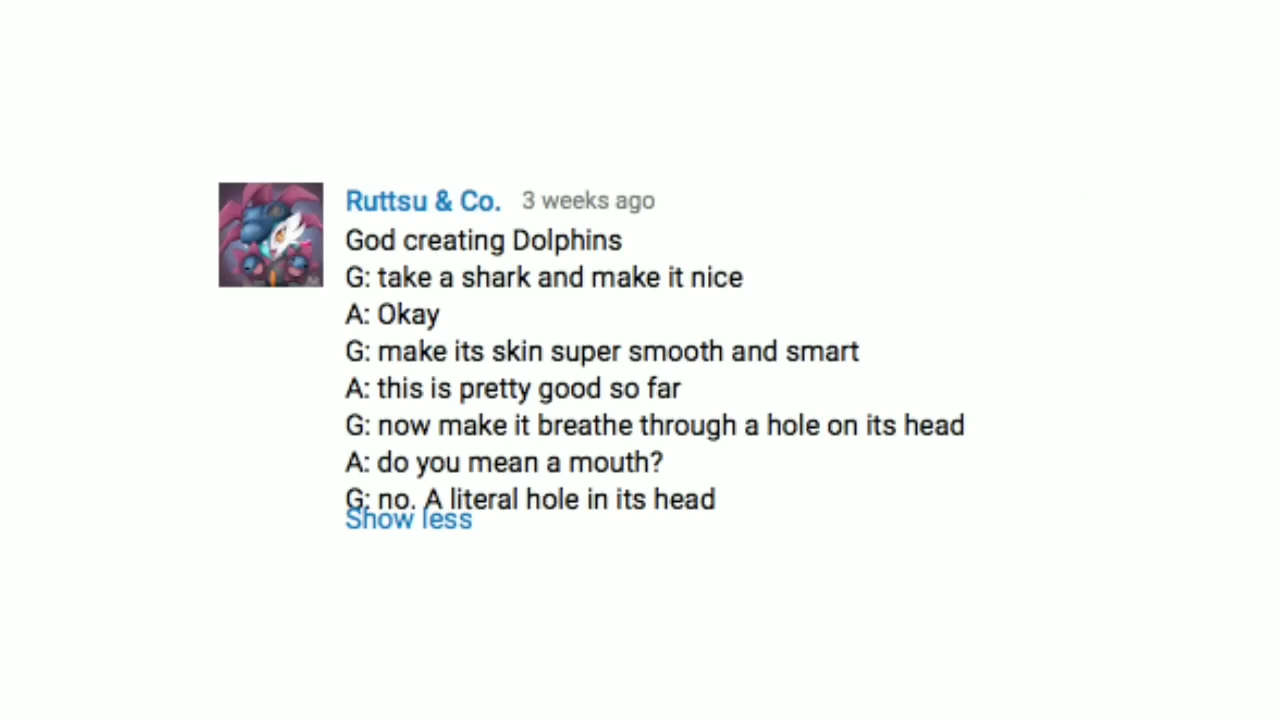 Ruttsu & Co. 3 weeks ago
God creating Dolphins
G: take a shark and make it nice
A: Okay
G: make its skin super smooth and smart
A: this is pretty good so far
G: now make it breathe through a hole on its head
A: do you mean a mouth?
G: no. A literal hole in its head
Show less